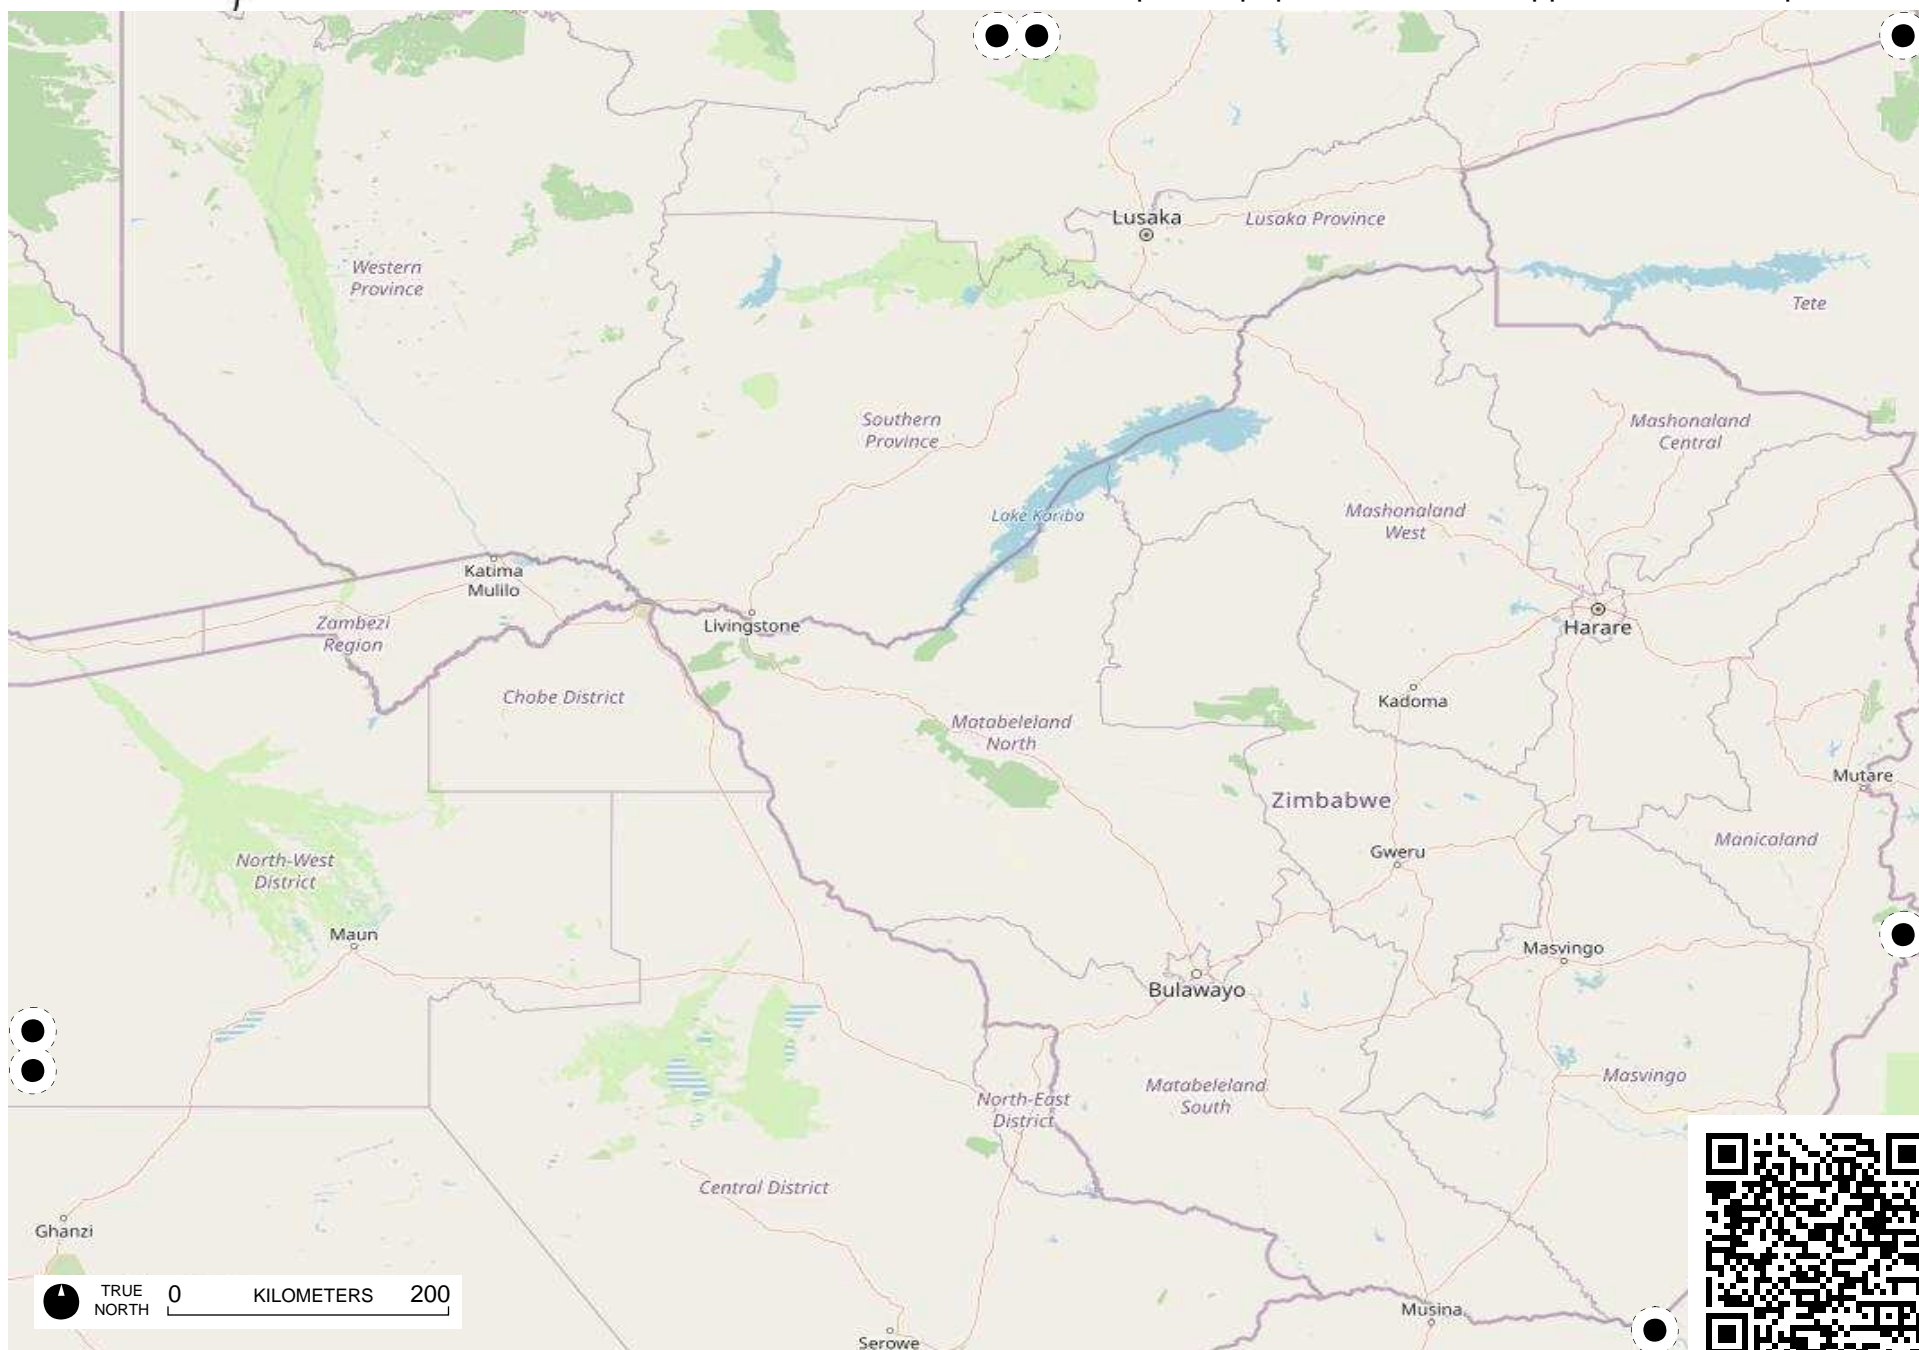 Lusaka
Lusaka Province
Western
Province
Tete
Southern
Province
Mashonaland
Central
Lake Kariba
Mashonaland
West
Katima
Mulilo
Zambezi
Region
Livingstone
Harare
Chobe District
Kadoma
Matabeleland
North
Mutare
Zimbabwe
Manicaland
North-West
District
Gweru
Maun
Masvingo
Bulawayo
Masvingo
North-East
District
Matabeleland
South
Central District
Ghanzi
TRUE
NORTH
0 KILOMETERS 200
Musina
Serowe